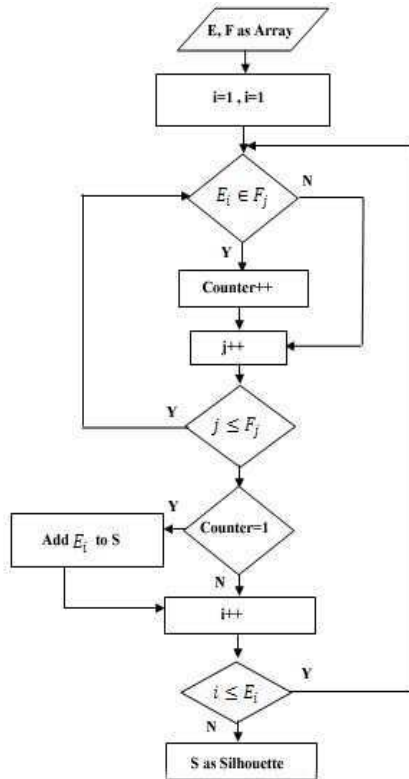 E, F as Array
i=1 , i=1
E_i ∈ F_j
N
Y
Counter++
j++
Y
j ≤ F_j
Y
Counter=1
Add E_i to S
N
i++
i ≤ E_i
Y
N
S as Silhouette